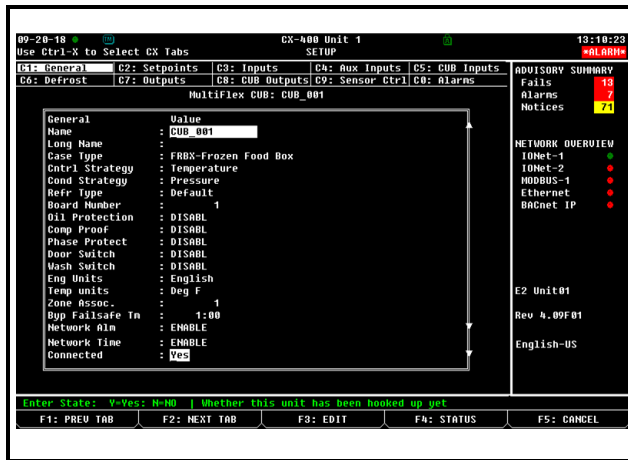 09-20-18 CX-400 Unit 1 13:10:23
Use Ctrl-X to Select CX Tabs SETUP *ALARM*
C1: General C2: Setpoints C3: Inputs C4: Aux Inputs C5: CUB Inputs
C6: Defrost C7: Outputs C8: CUB Outputs C9: Sensor Ctrl C0: Alarms
MultiFlex CUB: CUB_001
General Value
Name : CUB_001
Long Name :
Case Type : FRBX-Frozen Food Box
Cntrl Strategy : Temperature
Cond Strategy : Pressure
Refr Type : Default
Board Number : 1
Oil Protection : DISABL
Comp Proof : DISABL
Phase Protect : DISABL
Door Switch : DISABL
Wash Switch : DISABL
Eng Units : English
Temp units : Deg F
Zone Assoc. : 1
Byp Failsafe Tm : 1:00
Network Alm : ENABLE
Network Time : ENABLE
Connected : Yes
ADVISORY SUMMARY
Fails 13
Alarms 7
Notices 71
NETWORK OVERVIEW
IONet-1
IONet-2
MODBUS-1
Ethernet
BACnet IP
E2 Unit01
Rev 4.09F01
English-US
Enter State: Y=Yes: N=NO | Whether this unit has been hooked up yet
F1: PREV TAB F2: NEXT TAB F3: EDIT F4: STATUS F5: CANCEL